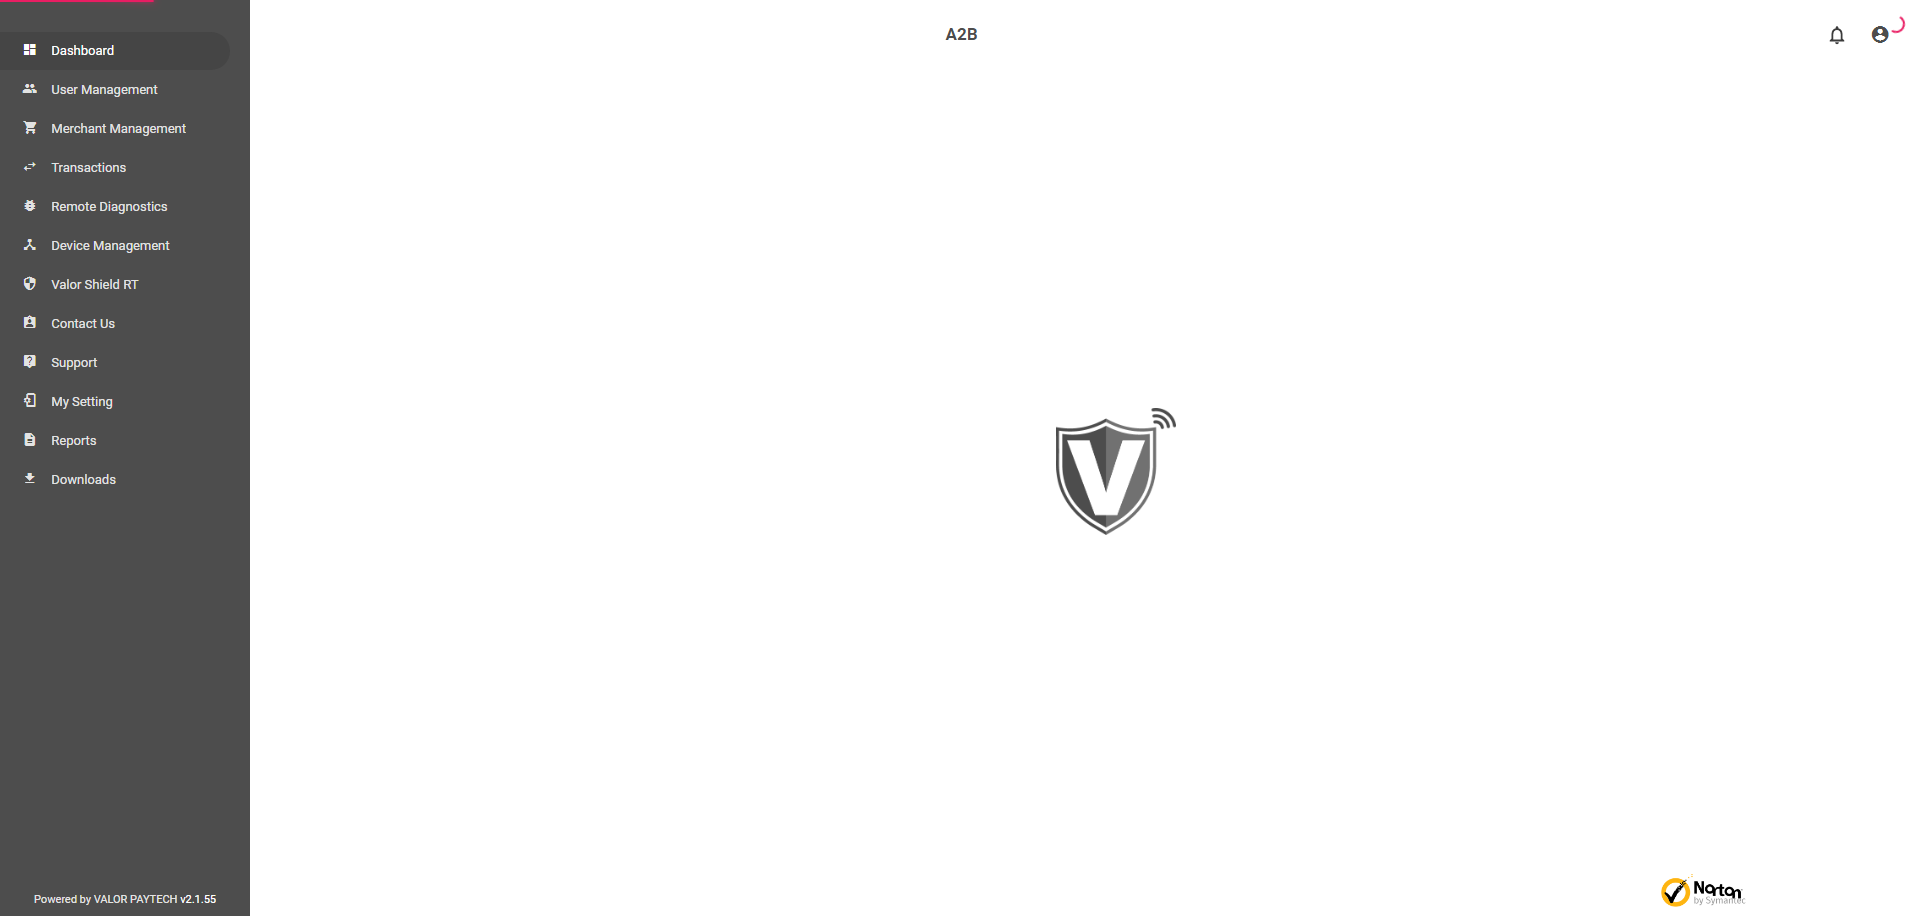 A2B
Dashboard
User Management
Merchant Management
Transactions
Remote Diagnostics
Device Management
Valor Shield RT
Contact Us
Support
My Setting
Reports
Downloads
V
Powered by VALOR PAYTECH v2.1.55
Norton
by Symantec